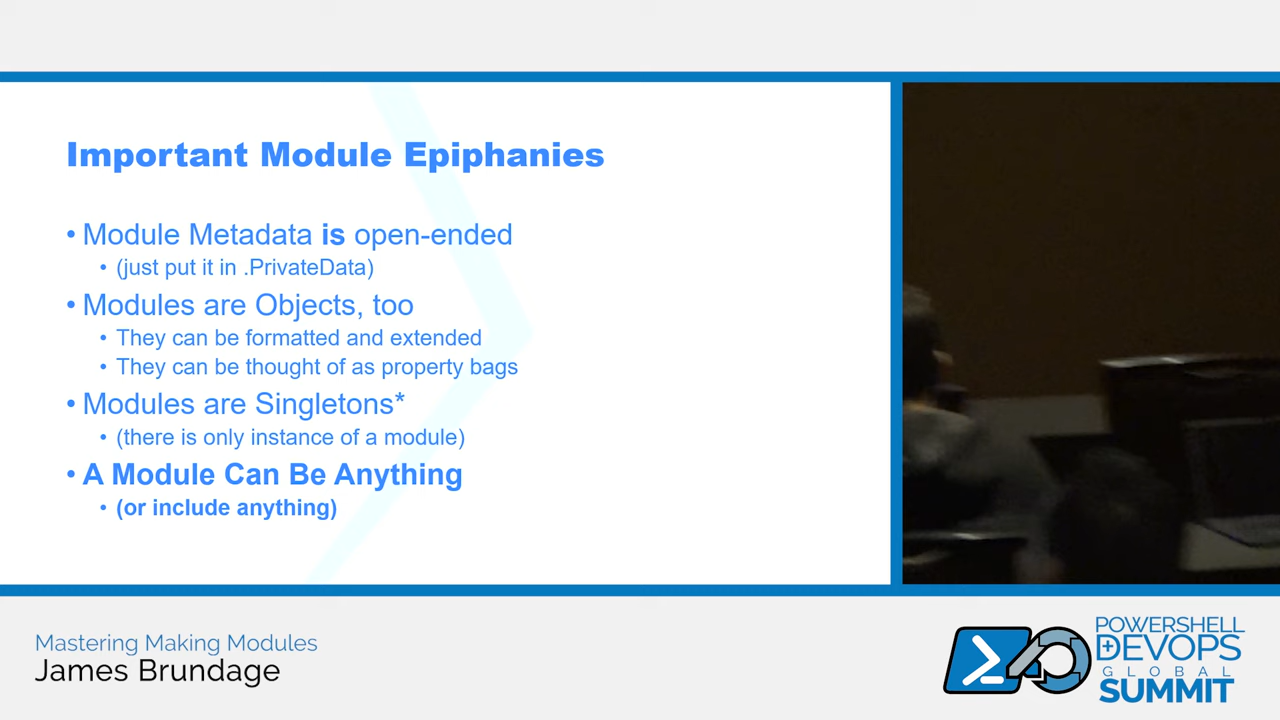 Important Module Epiphanies
• Module Metadata is open-ended
• (just put it in .PrivateData)
• Modules are Objects, too
• They can be formatted and extended
• They can be thought of as property bags
• Modules are Singletons*
• (there is only instance of a module)
• A Module Can Be Anything
• (or include anything)
Mastering Making Modules
James Brundage
POWERSHELL
DEVOPS
GLOBAL
SUMMIT